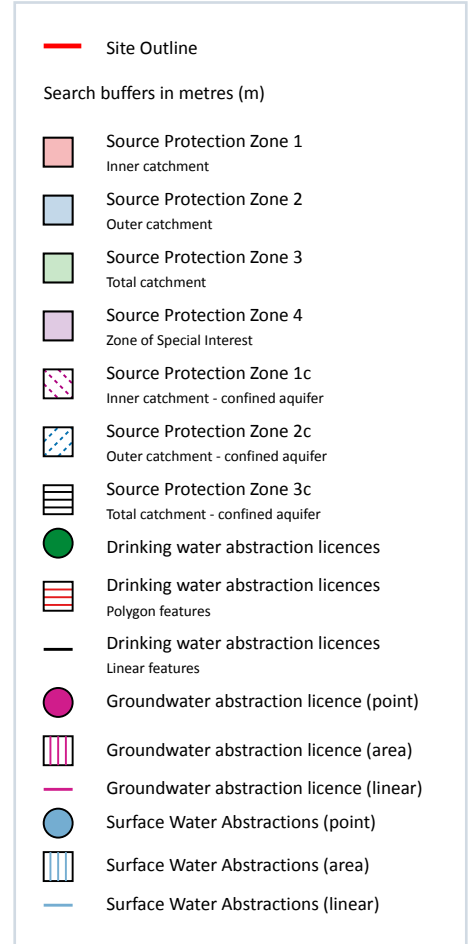 Site Outline
Search buffers in metres (m)
Source Protection Zone 1
Inner catchment
Source Protection Zone 2
Outer catchment
Source Protection Zone 3
Total catchment
Source Protection Zone 4
Zone of Special Interest
Source Protection Zone 1c
Inner catchment - confined aquifer
Source Protection Zone 2c
Outer catchment - confined aquifer
Source Protection Zone 3c
Total catchment - confined aquifer
Drinking water abstraction licences
Drinking water abstraction licences
Polygon features
Drinking water abstraction licences
Linear features
Groundwater abstraction licence (point)
Groundwater abstraction licence (area)
Groundwater abstraction licence (linear)
Surface Water Abstractions (point)
Surface Water Abstractions (area)
Surface Water Abstractions (linear)